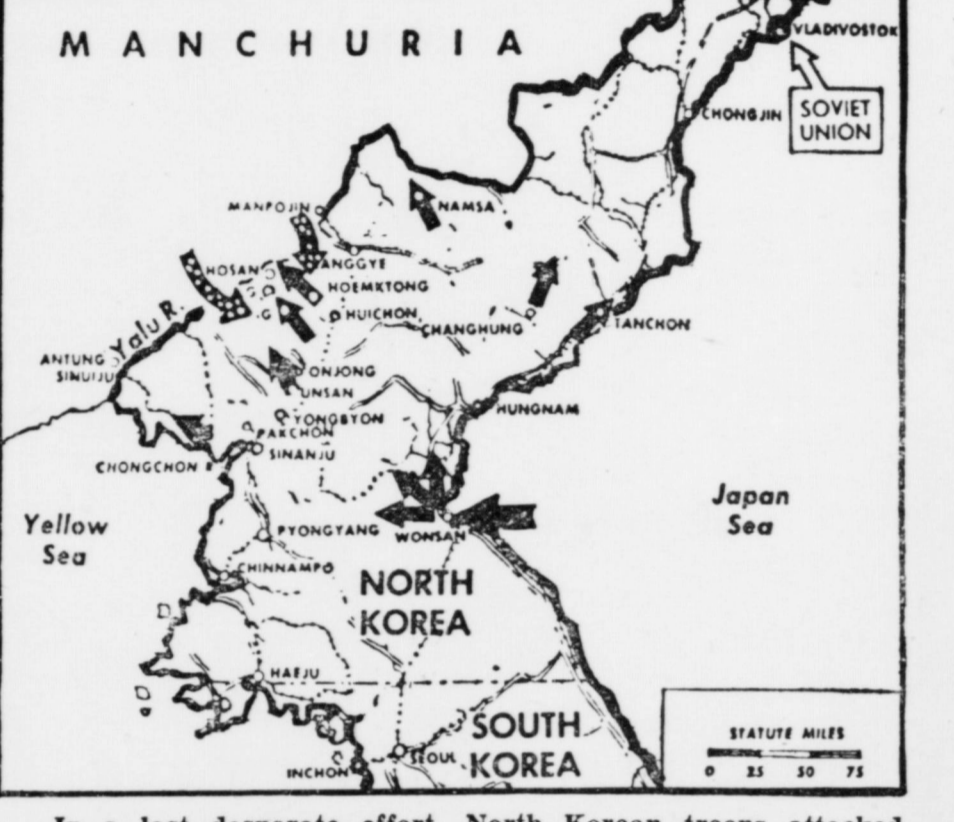 MANCHURIA
VLADIVOSTOK
SOVIET
UNION
CHONGJIN
MANPOJIN
NAMSA
HOSAN
ANGGYE
HOEMKTONG
HUICHON
CHANGHUNG
TANCHON
Yalu R.
ANTUNG
SINUIJU
ONJONG
UNSAN
YONGBYON
HUNGNAM
PAKCHON
SINANJU
CHONGCHON R
Yellow
Sea
Japan
Sea
PYONGYANG
WONSAN
CHINNAMPO
NORTH
KOREA
HAEJU
SOUTH
KOREA
SEOUL
INCHON
STATUTE MILES
0 25 50 75
In a last desperate effort, North Korean troops attacked